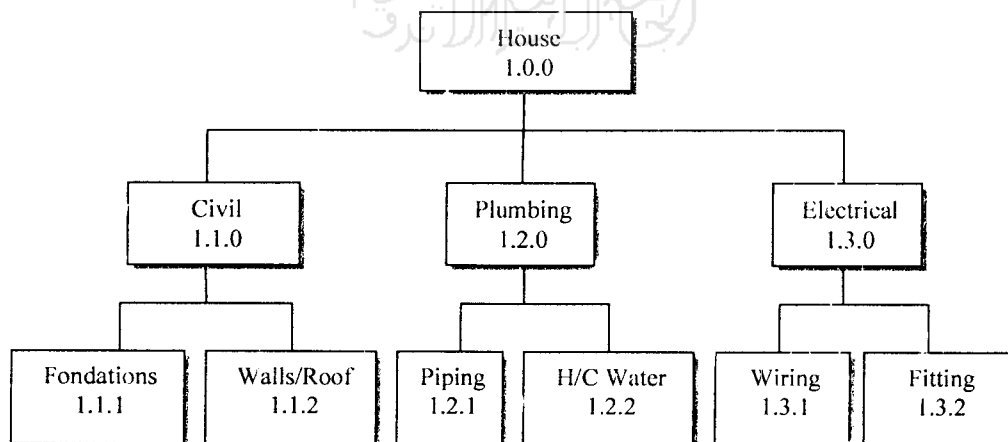 House
1.0.0
Civil
1.1.0
Plumbing
1.2.0
Electrical
1.3.0
Fondations
1.1.1
Walls/Roof
1.1.2
Piping
1.2.1
H/C Water
1.2.2
Wiring
1.3.1
Fitting
1.3.2